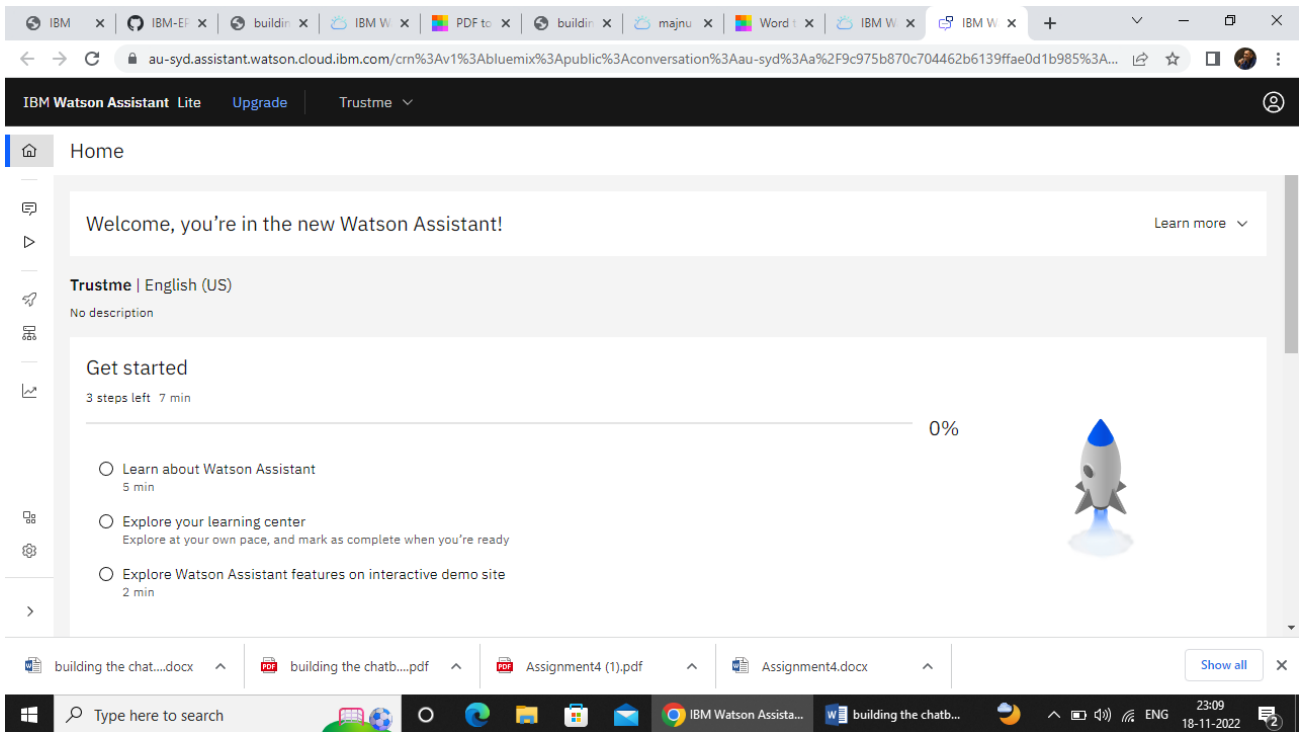 IBM
IBM-EF
buildin
IBM W
PDF to
buildin
majnu
Word t
IBM W
IBM W
au-syd.assistant.watson.cloud.ibm.com/crn%3Av1%3Abluemix%3Apublic%3Aconversation%3Aau-syd%3Aa%2F9c975b870c704462b6139ffae0d1b985%3A...
IBM Watson Assistant Lite Upgrade Trustme
Home
Welcome, you're in the new Watson Assistant!
Learn more
Trustme | English (US)
No description
Get started
3 steps left 7 min
0%
Learn about Watson Assistant
5 min
Explore your learning center
Explore at your own pace, and mark as complete when you're ready
Explore Watson Assistant features on interactive demo site
2 min
building the chat....docx
building the chatb....pdf
Assignment4 (1).pdf
Assignment4.docx
Show all
Type here to search
IBM Watson Assista...
building the chatb...
ENG
23:09
18-11-2022
2